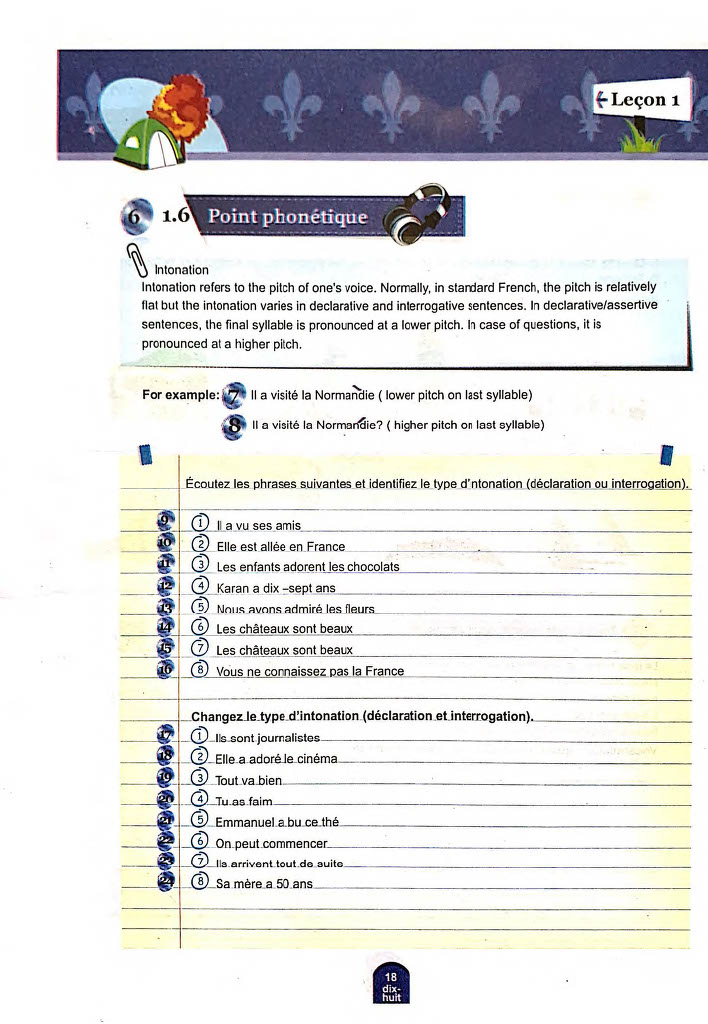 ← Leçon 1
6 1.6 Point phonétique
Intonation
Intonation refers to the pitch of one's voice. Normally, in standard French, the pitch is relatively
flat but the intonation varies in declarative and interrogative sentences. In declarative/assertive
sentences, the final syllable is pronounced at a lower pitch. In case of questions, it is
pronounced at a higher pitch.
For example: 7 Il a visité la Normandie ( lower pitch on last syllable)
8 Il a visité la Normandie? ( higher pitch on last syllable)
Écoutez les phrases suivantes et identifiez le type d'ntonation (déclaration ou interrogation).
9 1 Il a vu ses amis
10 2 Elle est allée en France
11 3 Les enfants adorent les chocolats
12 4 Karan a dix –sept ans
13 5 Nous avons admiré les fleurs
14 6 Les châteaux sont beaux
15 7 Les châteaux sont beaux
16 8 Vous ne connaissez pas la France
Changez le type d'intonation (déclaration et interrogation).
17 1 Ils sont journalistes
18 2 Elle a adoré le cinéma
19 3 Tout va bien
20 4 Tu as faim
21 5 Emmanuel a bu ce thé
22 6 On peut commencer
23 7 Ils arrivent tout de suite
24 8 Sa mère a 50 ans
18
dix-
huit